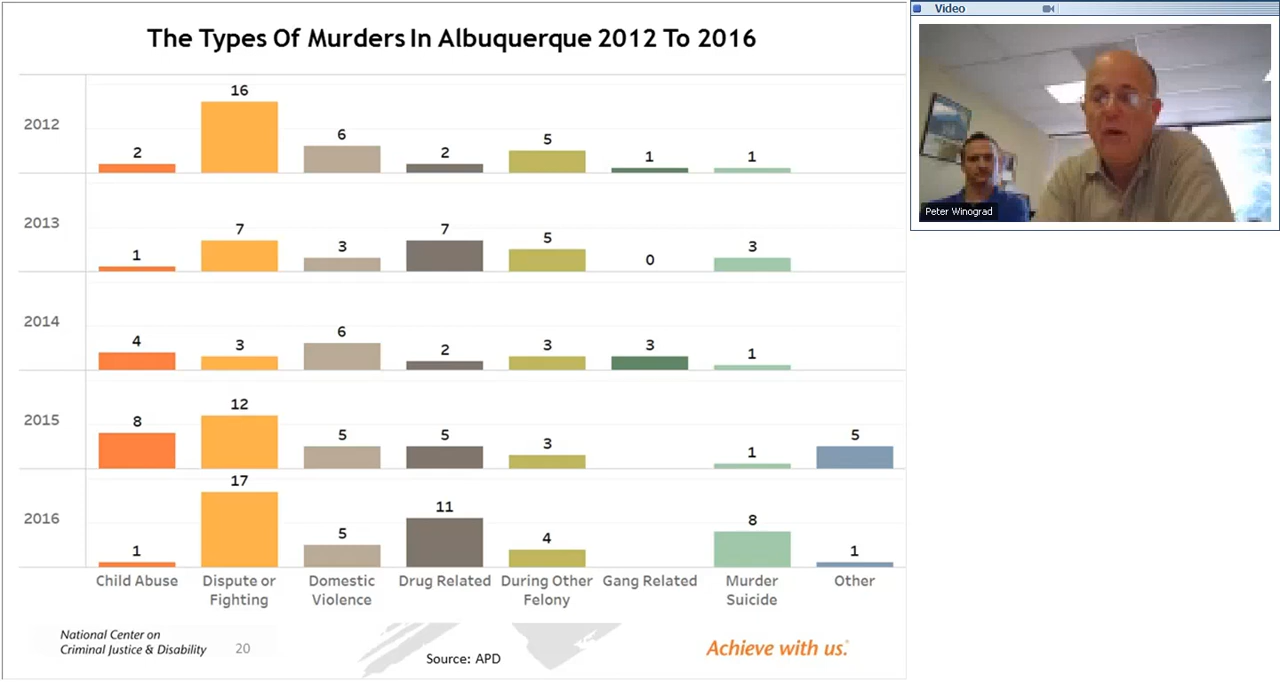 The Types Of Murders In Albuquerque 2012 To 2016
Video
Peter Winograd
2012
2
16
6
2
5
1
1
2013
1
7
3
7
5
0
3
2014
4
3
6
2
3
3
1
2015
8
12
5
5
3
1
5
2016
1
17
5
11
4
8
1
Child Abuse
Dispute or
Fighting
Domestic
Violence
Drug Related
During Other
Felony
Gang Related
Murder
Suicide
Other
National Center on
Criminal Justice & Disability
20
Source: APD
Achieve with us.